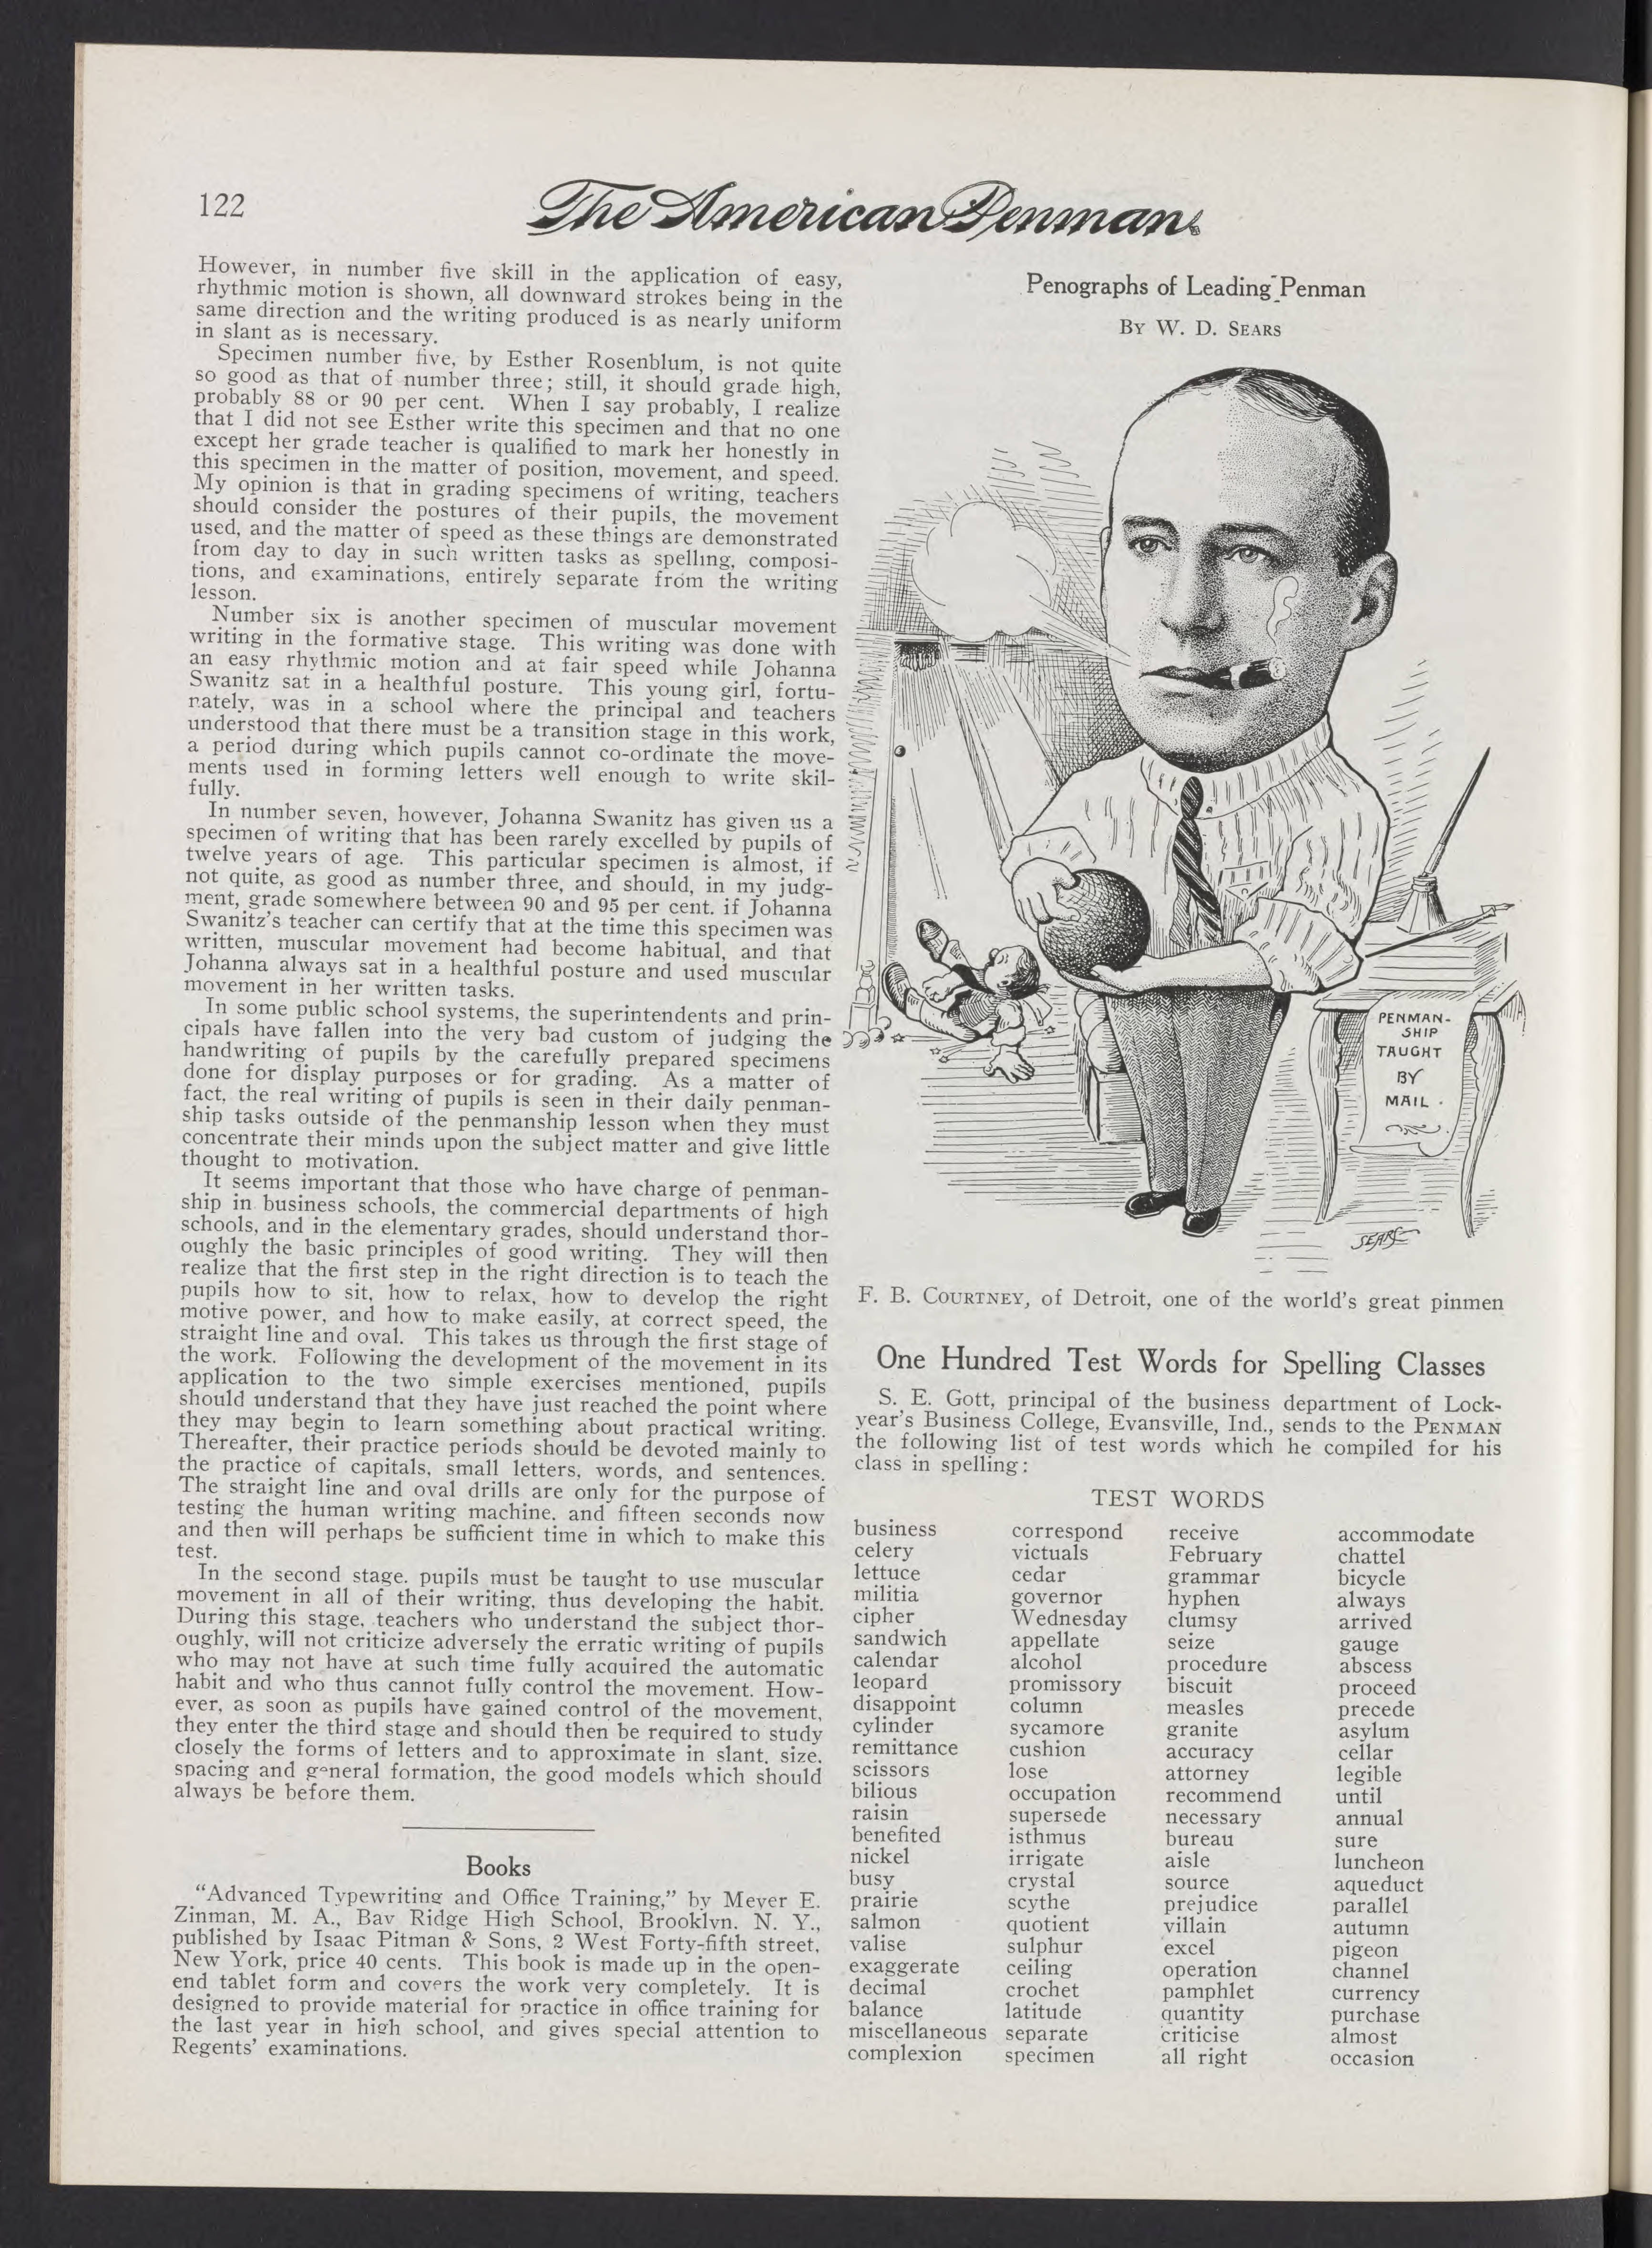 122
The American Penman
However, in number five skill in the application of easy,
rhythmic motion is shown, all downward strokes being in the
same direction and the writing produced is as nearly uniform
in slant as is necessary.
Specimen number five, by Esther Rosenblum, is not quite
so good as that of number three; still, it should grade high,
probably 88 or 90 per cent. When I say probably, I realize
that I did not see Esther write this specimen and that no one
except her grade teacher is qualified to mark her honestly in
this specimen in the matter of position, movement, and speed.
My opinion is that in grading specimens of writing, teachers
should consider the postures of their pupils, the movement
used, and the matter of speed as these things are demonstrated
from day to day in such written tasks as spelling, composi-
tions, and examinations, entirely separate from the writing
lesson.
Number six is another specimen of muscular movement
writing in the formative stage. This writing was done with
an easy rhythmic motion and at fair speed while Johanna
Swanitz sat in a healthful posture. This young girl, fortu-
nately, was in a school where the principal and teachers
understood that there must be a transition stage in this work,
a period during which pupils cannot co-ordinate the move-
ments used in forming letters well enough to write skil-
fully.
In number seven, however, Johanna Swanitz has given us a
specimen of writing that has been rarely excelled by pupils of
twelve years of age. This particular specimen is almost, if
not quite, as good as number three, and should, in my judg-
ment, grade somewhere between 90 and 95 per cent. if Johanna
Swanitz's teacher can certify that at the time this specimen was
written, muscular movement had become habitual, and that
Johanna always sat in a healthful posture and used muscular
movement in her written tasks.
In some public school systems, the superintendents and prin-
cipals have fallen into the very bad custom of judging the
handwriting of pupils by the carefully prepared specimens
done for display purposes or for grading. As a matter of
fact, the real writing of pupils is seen in their daily penman-
ship tasks outside of the penmanship lesson when they must
concentrate their minds upon the subject matter and give little
thought to motivation.
It seems important that those who have charge of penman-
ship in business schools, the commercial departments of high
schools, and in the elementary grades, should understand thor-
oughly the basic principles of good writing. They will then
realize that the first step in the right direction is to teach the
pupils how to sit, how to relax, how to develop the right
motive power, and how to make easily, at correct speed, the
straight line and oval. This takes us through the first stage of
the work. Following the development of the movement in its
application to the two simple exercises mentioned, pupils
should understand that they have just reached the point where
they may begin to learn something about practical writing.
Thereafter, their practice periods should be devoted mainly to
the practice of capitals, small letters, words, and sentences.
The straight line and oval drills are only for the purpose of
testing the human writing machine, and fifteen seconds now
and then will perhaps be sufficient time in which to make this
test.
In the second stage, pupils must be taught to use muscular
movement in all of their writing, thus developing the habit.
During this stage, teachers who understand the subject thor-
oughly, will not criticize adversely the erratic writing of pupils
who may not have at such time fully acquired the automatic
habit and who thus cannot fully control the movement. How-
ever, as soon as pupils have gained control of the movement,
they enter the third stage and should then be required to study
closely the forms of letters and to approximate in slant, size,
spacing and general formation, the good models which should
always be before them.
Books
"Advanced Typewriting and Office Training," by Meyer E.
Zinman, M. A., Bay Ridge High School, Brooklyn, N. Y.,
published by Isaac Pitman & Sons, 2 West Forty-fifth street,
New York, price 40 cents. This book is made up in the open-
end tablet form and covers the work very completely. It is
designed to provide material for practice in office training for
the last year in high school, and gives special attention to
Regents' examinations.
Penographs of Leading Penman
BY W. D. SEARS
PENMAN-
SHIP
TAUGHT
BY
MAIL.
SEARS
F. B. COURTNEY, of Detroit, one of the world's great pinmen
One Hundred Test Words for Spelling Classes
S. E. Gott, principal of the business department of Lock-
year's Business College, Evansville, Ind., sends to the PENMAN
the following list of test words which he compiled for his
class in spelling:
TEST WORDS
business correspond receive accommodate
celery victuals February chattel
lettuce cedar grammar bicycle
militia governor hyphen always
cipher Wednesday clumsy arrived
sandwich appellate seize gauge
calendar alcohol procedure abscess
leopard promissory biscuit proceed
disappoint column measles precede
cylinder sycamore granite asylum
remittance cushion accuracy cellar
scissors lose attorney legible
bilious occupation recommend until
raisin supersede necessary annual
benefited isthmus bureau sure
nickel irrigate aisle luncheon
busy crystal source aqueduct
prairie scythe prejudice parallel
salmon quotient villain autumn
valise sulphur excel pigeon
exaggerate ceiling operation channel
decimal crochet pamphlet currency
balance latitude quantity purchase
miscellaneous separate criticise almost
complexion specimen all right occasion